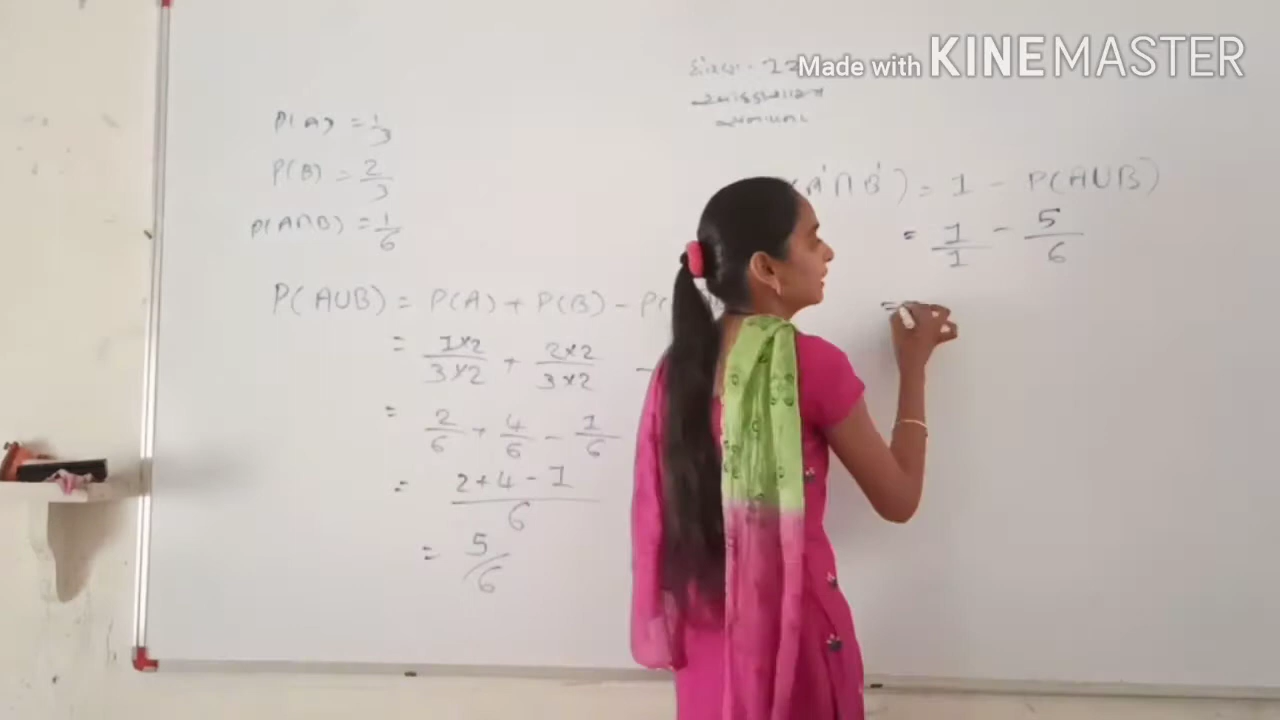 Made with KINEMASTER
P(A) = 1/3
P(B) = 2/3
P(A∩B) = 1/6
P(A∪B) = P(A) + P(B) - P(
= 1×2/3×2 + 2×2/3×2 -
= 2/6 + 4/6 - 1/6
= 2+4-1/6
= 5/6
A'∩B') = 1 - P(A∪B)
= 1/1 - 5/6
=